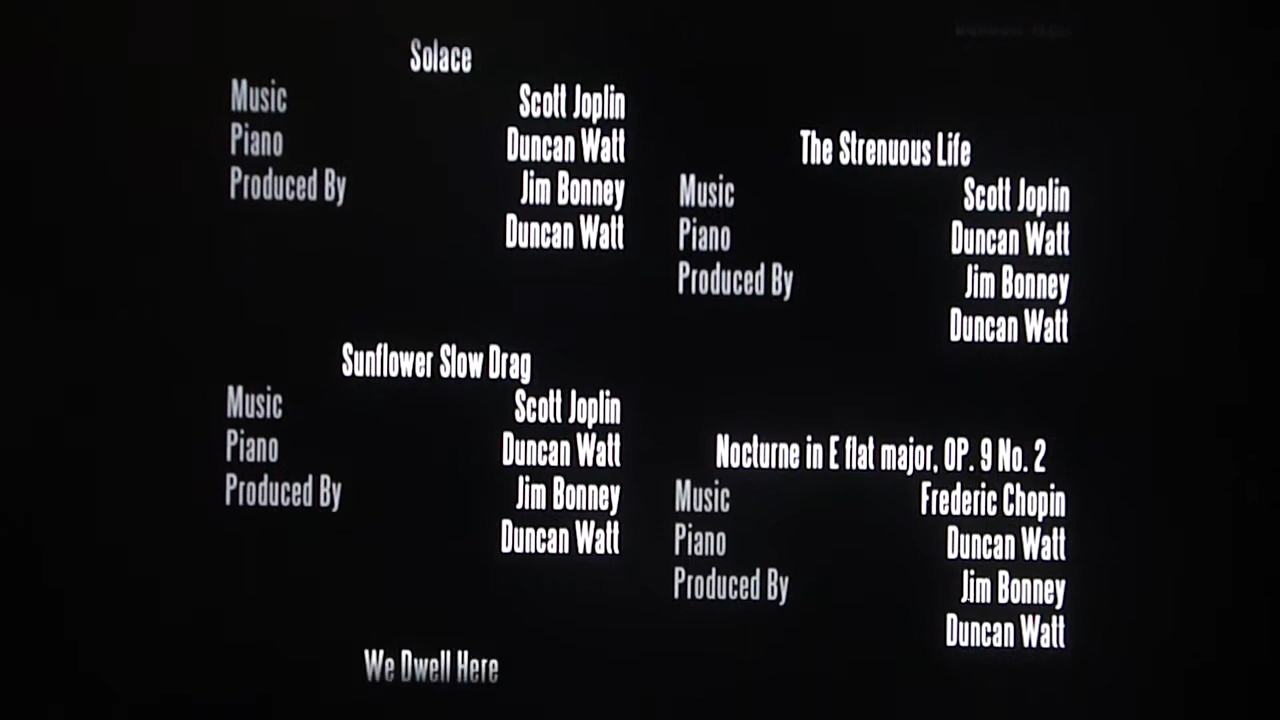 Solace
Music Scott Joplin
Piano Duncan Watt
Produced By Jim Bonney
Duncan Watt
Sunflower Slow Drag
Music Scott Joplin
Piano Duncan Watt
Produced By Jim Bonney
Duncan Watt
We Dwell Here
The Strenuous Life
Music Scott Joplin
Piano Duncan Watt
Produced By Jim Bonney
Duncan Watt
Nocturne in E flat major, OP. 9 No. 2
Music Frederic Chopin
Piano Duncan Watt
Produced By Jim Bonney
Duncan Watt